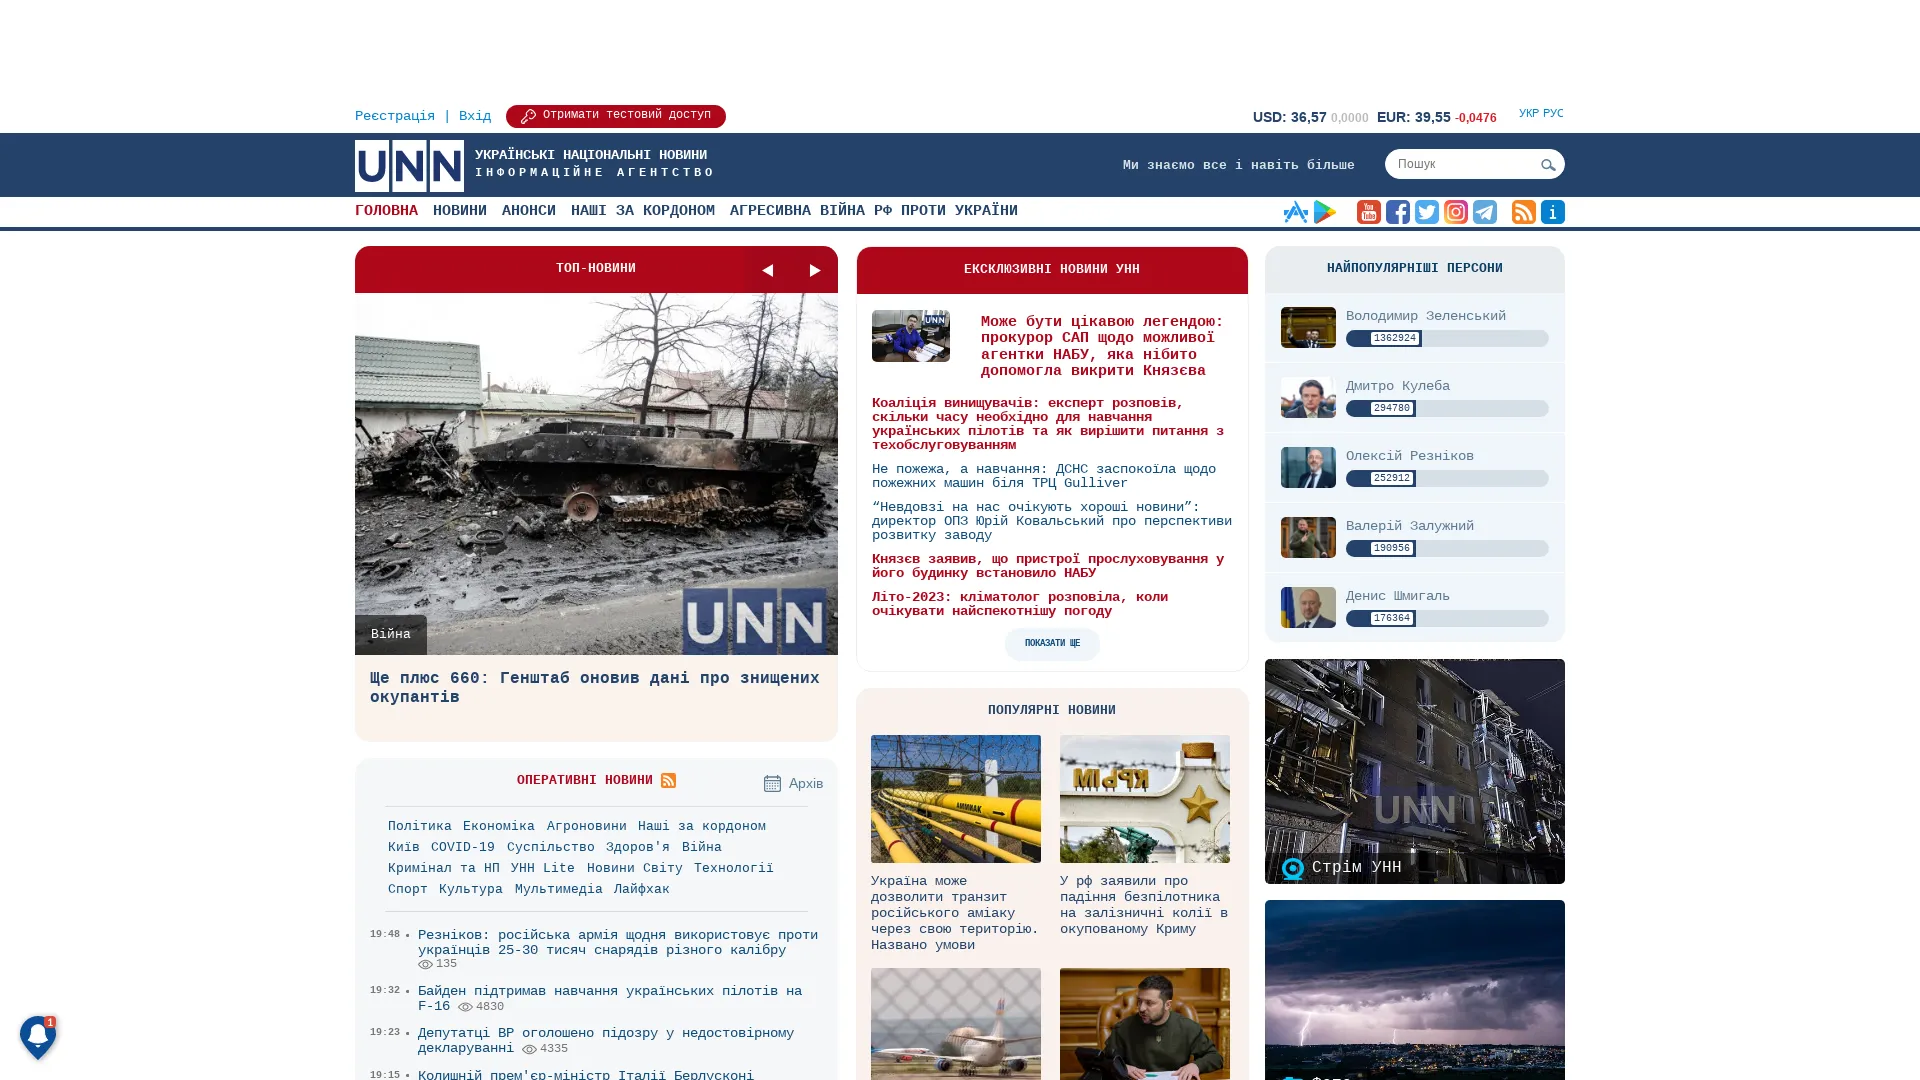 Реєстрація | Вхід
Отримати тестовий доступ
USD: 36,57 0,0000 EUR: 39,55 -0,0476
УКР РУС
UNN
УКРАЇНСЬКІ НАЦІОНАЛЬНІ НОВИНИ
ІНФОРМАЦІЙНЕ АГЕНТСТВО
Ми знаємо все і навіть більше
Пошук
ГОЛОВНА НОВИНИ АНОНСИ НАШІ ЗА КОРДОНОМ АГРЕСИВНА ВІЙНА РФ ПРОТИ УКРАЇНИ
You Tube
ТОП-НОВИНИ
UNN
Війна
Ще плюс 660: Генштаб оновив дані про знищених
окупантів
ОПЕРАТИВНІ НОВИНИ
Архів
Політика Економіка Агроновини Наші за кордоном
Київ COVID-19 Суспільство Здоров'я Війна
Кримінал та НП УНН Lite Новини Світу Технології
Спорт Культура Мультимедіа Лайфхак
19:48 • Резніков: російська армія щодня використовує проти
українців 25-30 тисяч снарядів різного калібру
135
19:32 • Байден підтримав навчання українських пілотів на
F-16 4830
19:23 • Депутатці ВР оголошено підозру у недостовірному
декларуванні 4335
19:15 • Колишній прем'єр-міністр Італії Берлусконі
1
ЕКСКЛЮЗИВНІ НОВИНИ УНН
UNN
Може бути цікавою легендою:
прокурор САП щодо можливої
агентки НАБУ, яка нібито
допомогла викрити Князєва
Коаліція винищувачів: експерт розповів,
скільки часу необхідно для навчання
українських пілотів та як вирішити питання з
техобслуговуванням
Не пожежа, а навчання: ДСНС заспокоїла щодо
пожежних машин біля ТРЦ Gulliver
“Невдовзі на нас очікують хороші новини”:
директор ОПЗ Юрій Ковальський про перспективи
розвитку заводу
Князєв заявив, що пристрої прослуховування у
його будинку встановило НАБУ
Літо-2023: кліматолог розповіла, коли
очікувати найспекотнішу погоду
ПОКАЗАТИ ЩЕ
ПОПУЛЯРНІ НОВИНИ
АММИАК
КРЫМ
Україна може
дозволити транзит
російського аміаку
через свою територію.
Названо умови
У рф заявили про
падіння безпілотника
на залізничні колії в
окупованому Криму
НАЙПОПУЛЯРНІШІ ПЕРСОНИ
Володимир Зеленський
1362924
Дмитро Кулеба
294780
Олексій Резніков
252912
Валерій Залужний
190956
Денис Шмигаль
176364
UNN
Стрім УНН